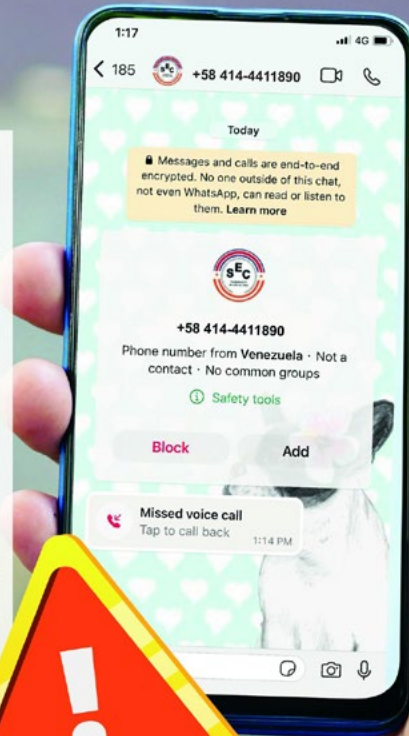 1:17
4G
185
SEC
+58 414-4411890
Today
Messages and calls are end-to-end
encrypted. No one outside of this chat,
not even WhatsApp, can read or listen to
them. Learn more
SEC
+58 414-4411890
Phone number from Venezuela · Not a
contact · No common groups
Safety tools
Block
Add
Missed voice call
Tap to call back
1:14 PM
!